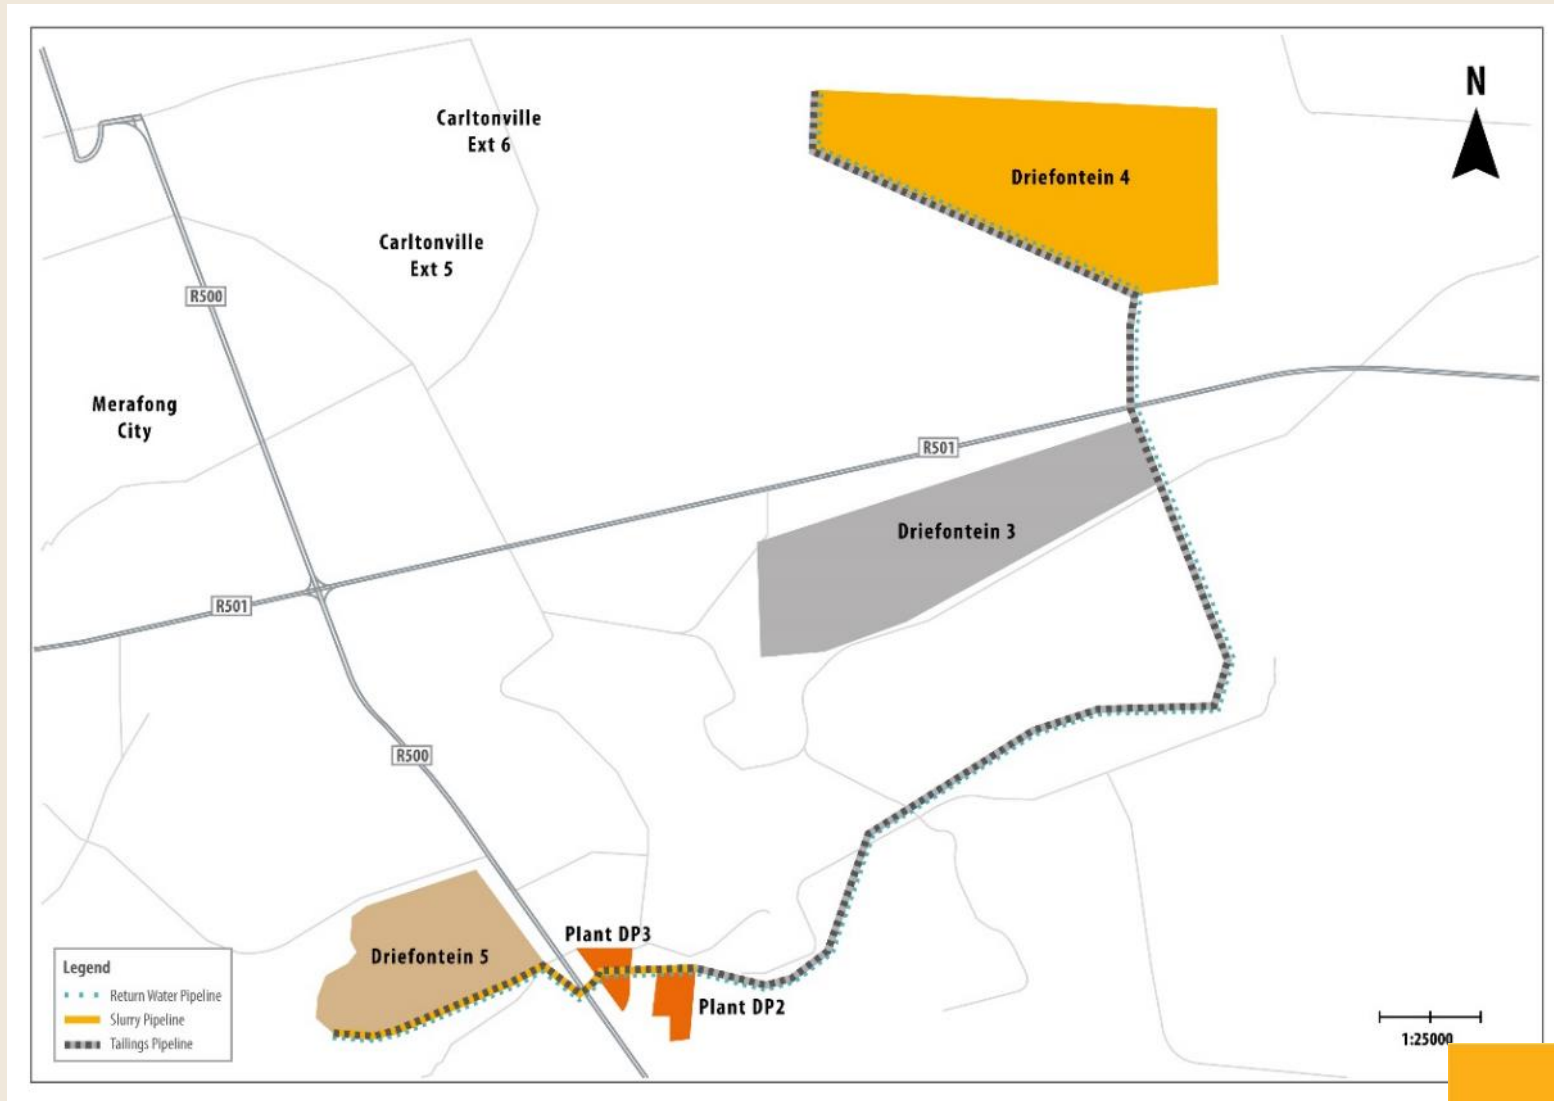 N
Carltonville
Ext 6
Driefontein 4
Carltonville
Ext 5
R500
Merafong
City
R501
Driefontein 3
R501
R500
Plant DP3
Driefontein 5
Plant DP2
Legend
Return Water Pipeline
Slurry Pipeline
Tailings Pipeline
1:25000